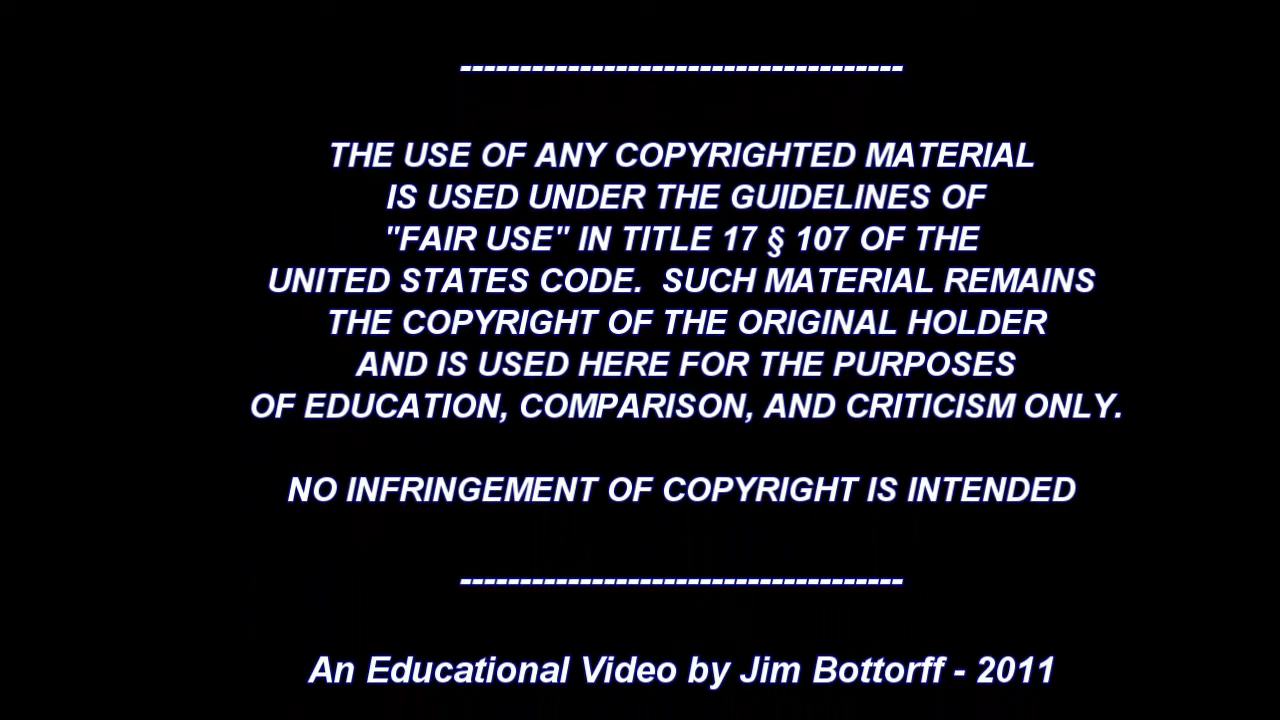 -------------------------------------
THE USE OF ANY COPYRIGHTED MATERIAL
IS USED UNDER THE GUIDELINES OF
"FAIR USE" IN TITLE 17 § 107 OF THE
UNITED STATES CODE.  SUCH MATERIAL REMAINS
THE COPYRIGHT OF THE ORIGINAL HOLDER
AND IS USED HERE FOR THE PURPOSES
OF EDUCATION, COMPARISON, AND CRITICISM ONLY.
NO INFRINGEMENT OF COPYRIGHT IS INTENDED
-------------------------------------
An Educational Video by Jim Bottorff - 2011